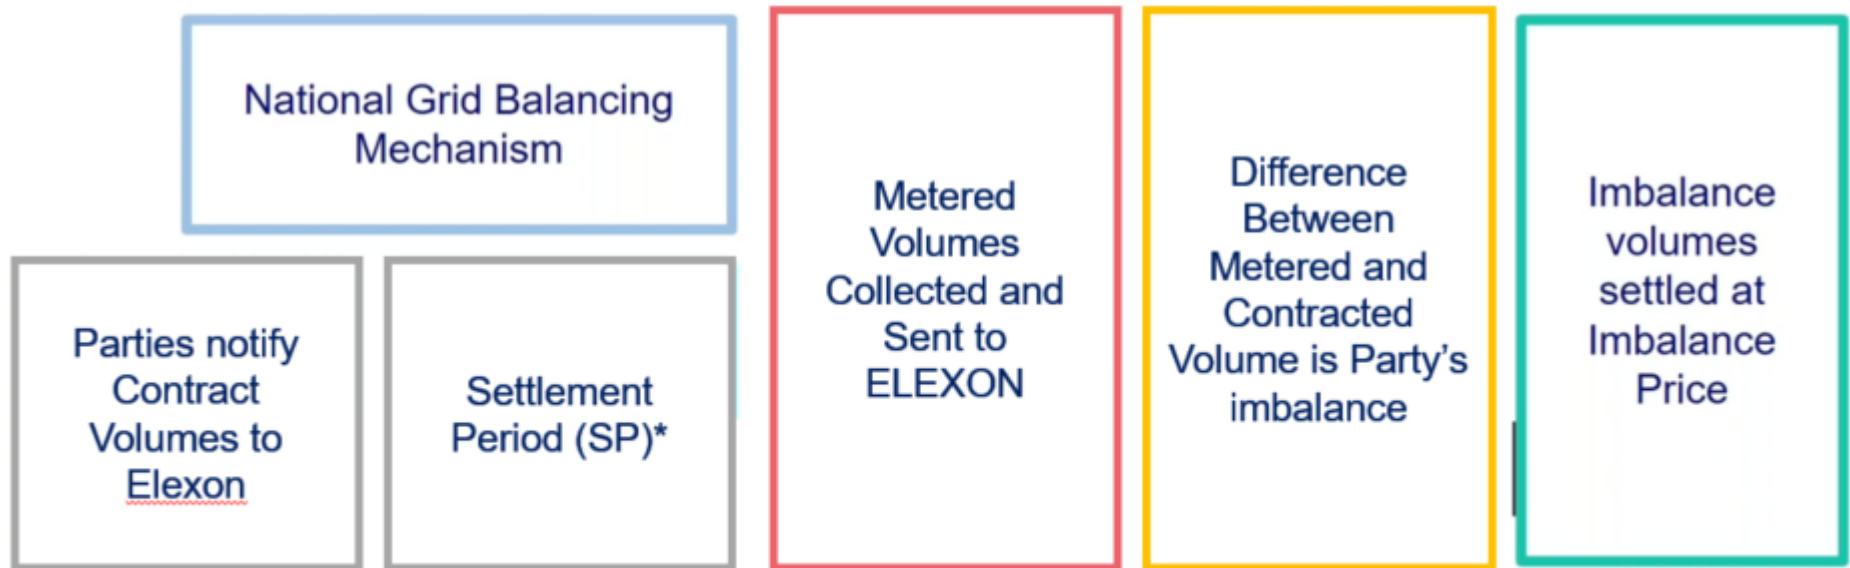 National Grid Balancing
Mechanism
Parties notify
Contract
Volumes to
Elexon
Settlement
Period (SP)*
Metered
Volumes
Collected and
Sent to
ELEXON
Difference
Between
Metered and
Contracted
Volume is Party’s
imbalance
Imbalance
volumes
settled at
Imbalance
Price